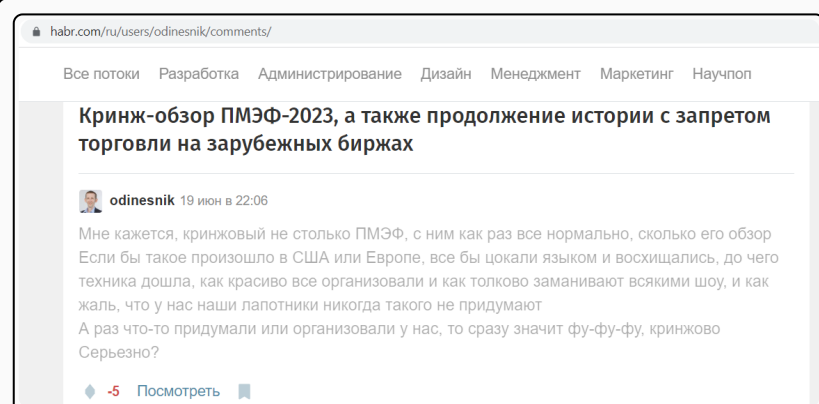 habr.com/ru/users/odinesnik/comments/
Все потоки Разработка Администрирование Дизайн Менеджмент Маркетинг Научпоп
Кринж-обзор ПМЭФ-2023, а также продолжение истории с запретом
торговли на зарубежных биржах
odinesnik 19 июн в 22:06
Мне кажется, кринжовый не столько ПМЭФ, с ним как раз все нормально, сколько его обзор
Если бы такое произошло в США или Европе, все бы цокали языком и восхищались, до чего
техника дошла, как красиво все организовали и как толково заманивают всякими шоу, и как
жаль, что у нас наши лапотники никогда такого не придумают
А раз что-то придумали или организовали у нас, то сразу значит фу-фу-фу, кринжово
Серьезно?
-5 Посмотреть